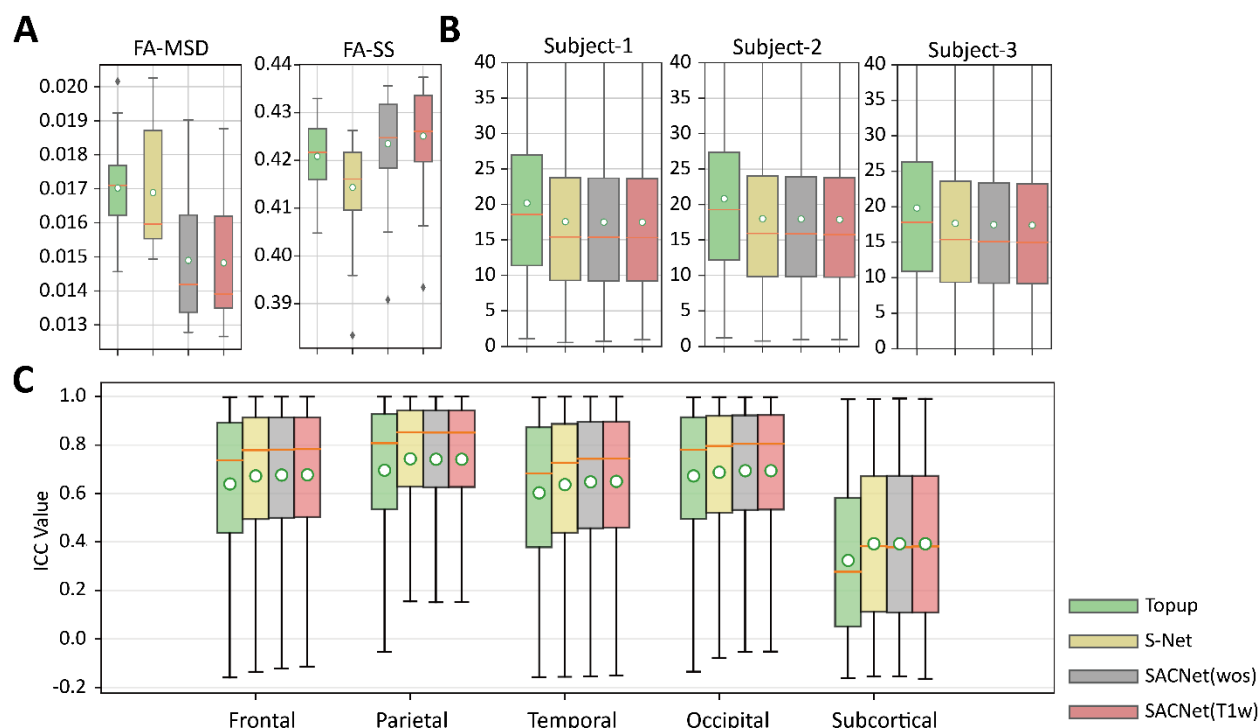 A
FA-MSD
0.020
0.019
0.018
0.017
0.016
0.015
0.014
0.013
FA-SS
0.44
0.43
0.42
0.41
0.40
0.39
B
Subject-1
40
35
30
25
20
15
10
5
0
Subject-2
40
35
30
25
20
15
10
5
0
Subject-3
40
35
30
25
20
15
10
5
0
C
ICC Value
1.0
0.8
0.6
0.4
0.2
0.0
-0.2
Frontal
Parietal
Temporal
Occipital
Subcortical
Topup
S-Net
SACNet(wos)
SACNet(T1w)